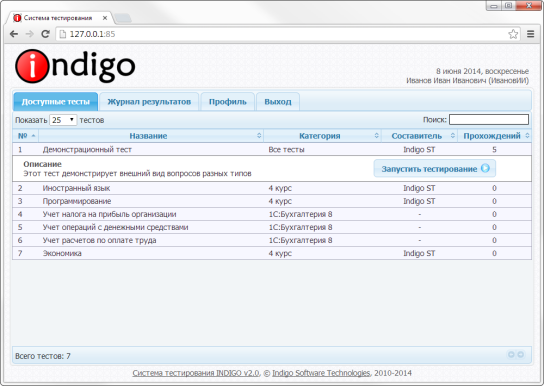 Система тестирования
127.0.0.1:85
indigo
8 июня 2014, воскресенье
Иванов Иван Иванович (ИвановИИ)
Доступные тесты Журнал результатов Профиль Выход
Показать 25 тестов Поиск:
№ Название Категория Составитель Прохождений
1 Демонстрационный тест Все тесты Indigo ST 5
Описание
Этот тест демонстрирует внешний вид вопросов разных типов
Запустить тестирование
2 Иностранный язык 4 курс Indigo ST 0
3 Программирование 4 курс Indigo ST 0
4 Учет налога на прибыль организации 1С:Бухгалтерия 8 - 0
5 Учет операций с денежными средствами 1С:Бухгалтерия 8 - 0
6 Учет расчетов по оплате труда 1С:Бухгалтерия 8 - 0
7 Экономика 4 курс Indigo ST 0
Всего тестов: 7
Система тестирования INDIGO v2.0, © Indigo Software Technologies, 2010-2014